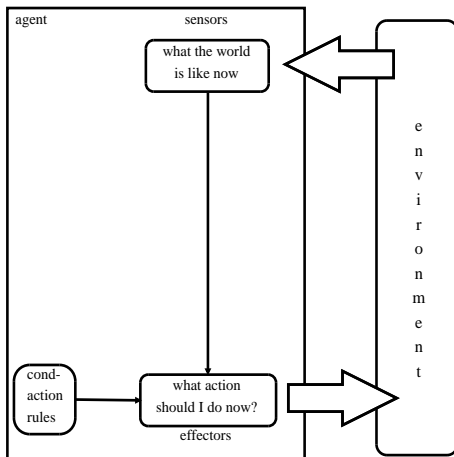 agent
sensors
what the world
is like now
cond-
action
rules
what action
should I do now?
effectors
e
n
v
i
r
o
n
m
e
n
t